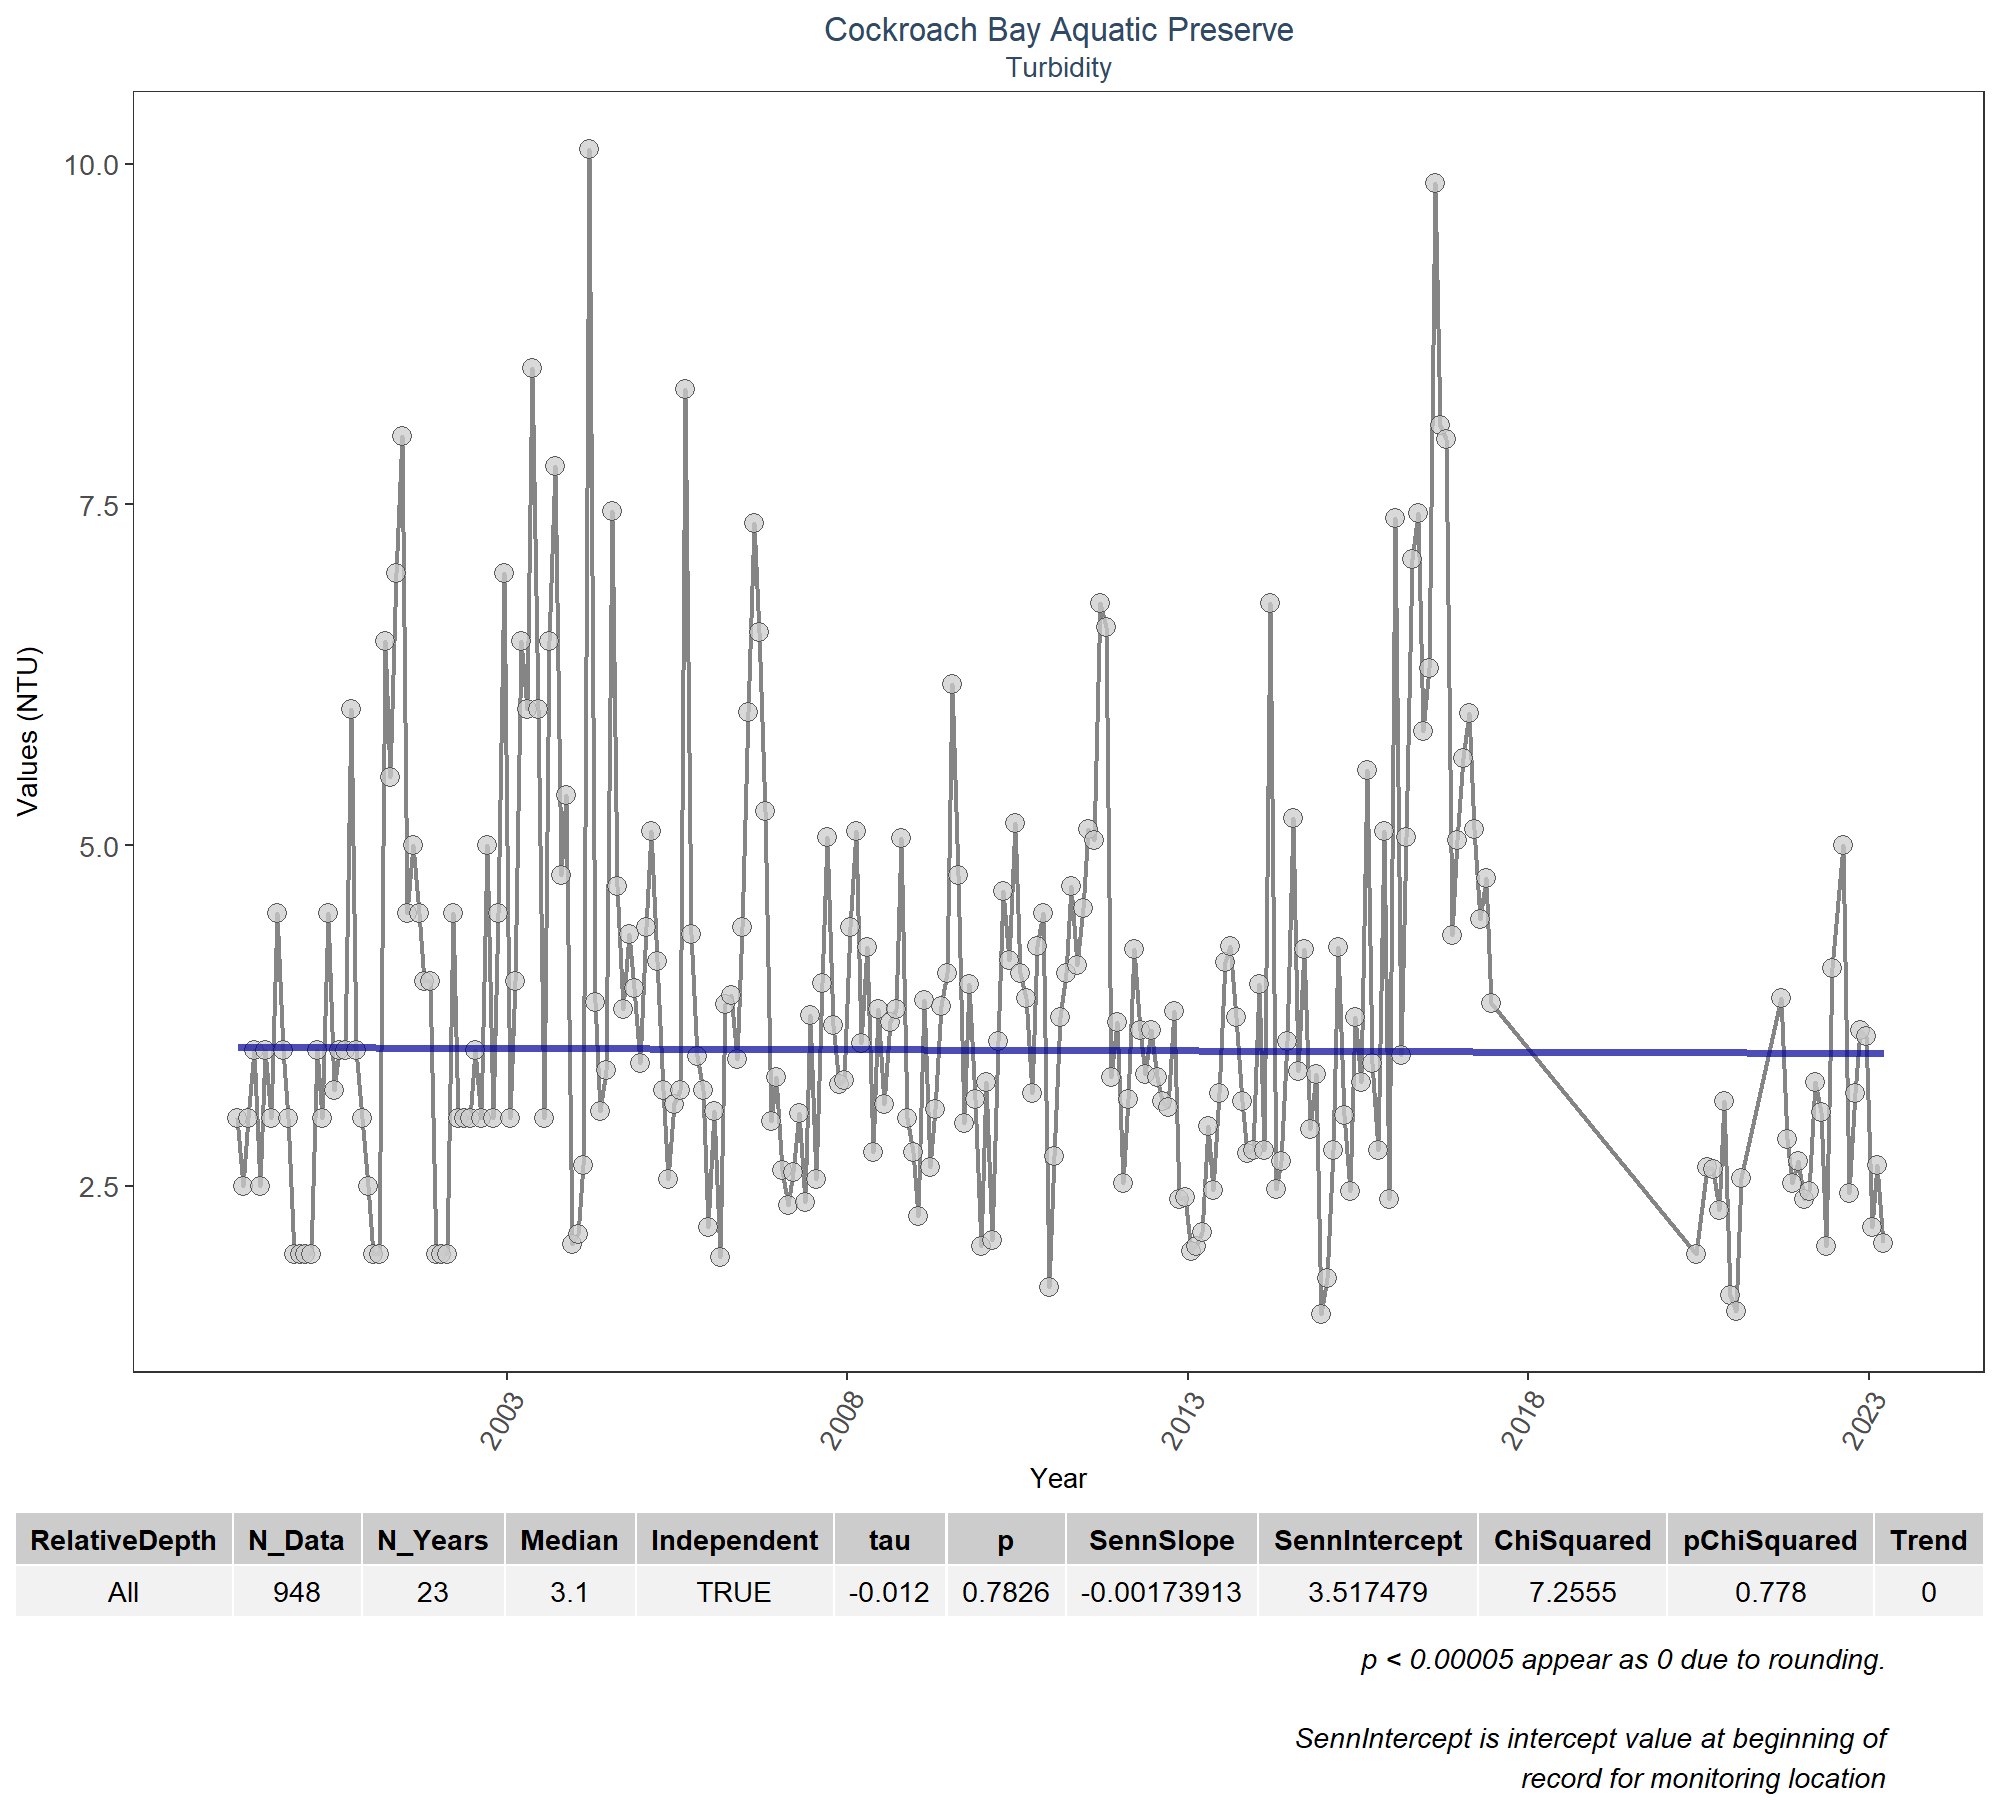 Cockroach Bay Aquatic Preserve
Turbidity
Values (NTU)
10.0
7.5
5.0
2.5
2003
2008
2013
2018
2023
Year
RelativeDepth N_Data N_Years Median Independent tau p SennSlope SennIntercept ChiSquared pChiSquared Trend
All 948 23 3.1 TRUE -0.012 0.7826 -0.00173913 3.517479 7.2555 0.778 0
p < 0.00005 appear as 0 due to rounding.
SennIntercept is intercept value at beginning of
record for monitoring location